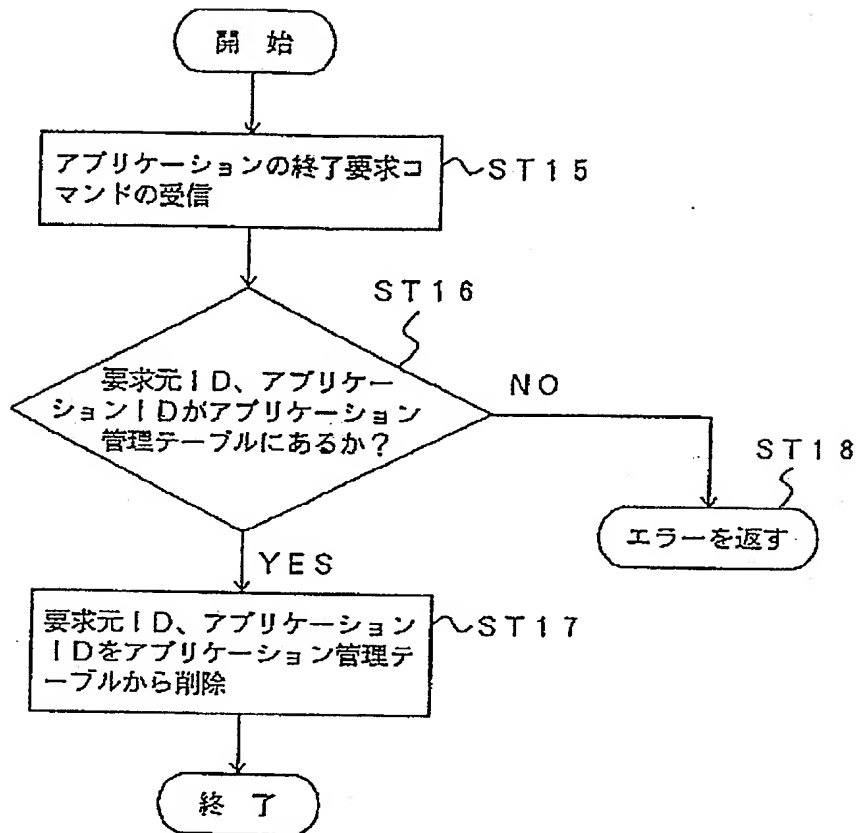 開 始
アプリケーションの終了要求コ
マンドの受信
ST15
ST16
要求元ID、アプリケー
ションIDがアプリケーション
管理テーブルにあるか?
NO
ST18
エラーを返す
YES
要求元ID、アプリケーション
IDをアプリケーション管理テ
ーブルから削除
ST17
終 了